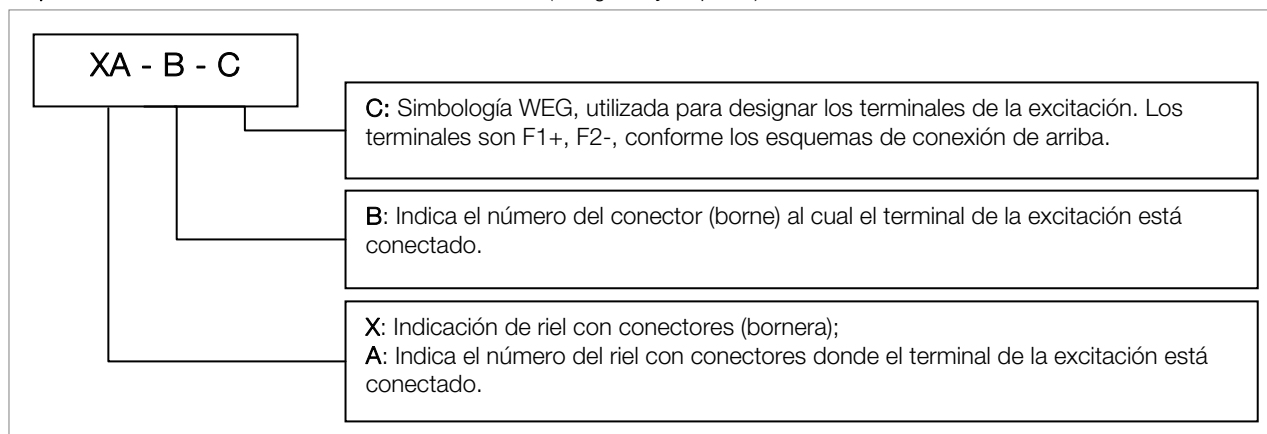 XA - B - C
C: Simbología WEG, utilizada para designar los terminales de la excitación. Los
terminales son F1+, F2-, conforme los esquemas de conexión de arriba.
B: Indica el número del conector (borne) al cual el terminal de la excitación está
conectado.
X: Indicación de riel con conectores (bornera);
A: Indica el número del riel con conectores donde el terminal de la excitación está
conectado.